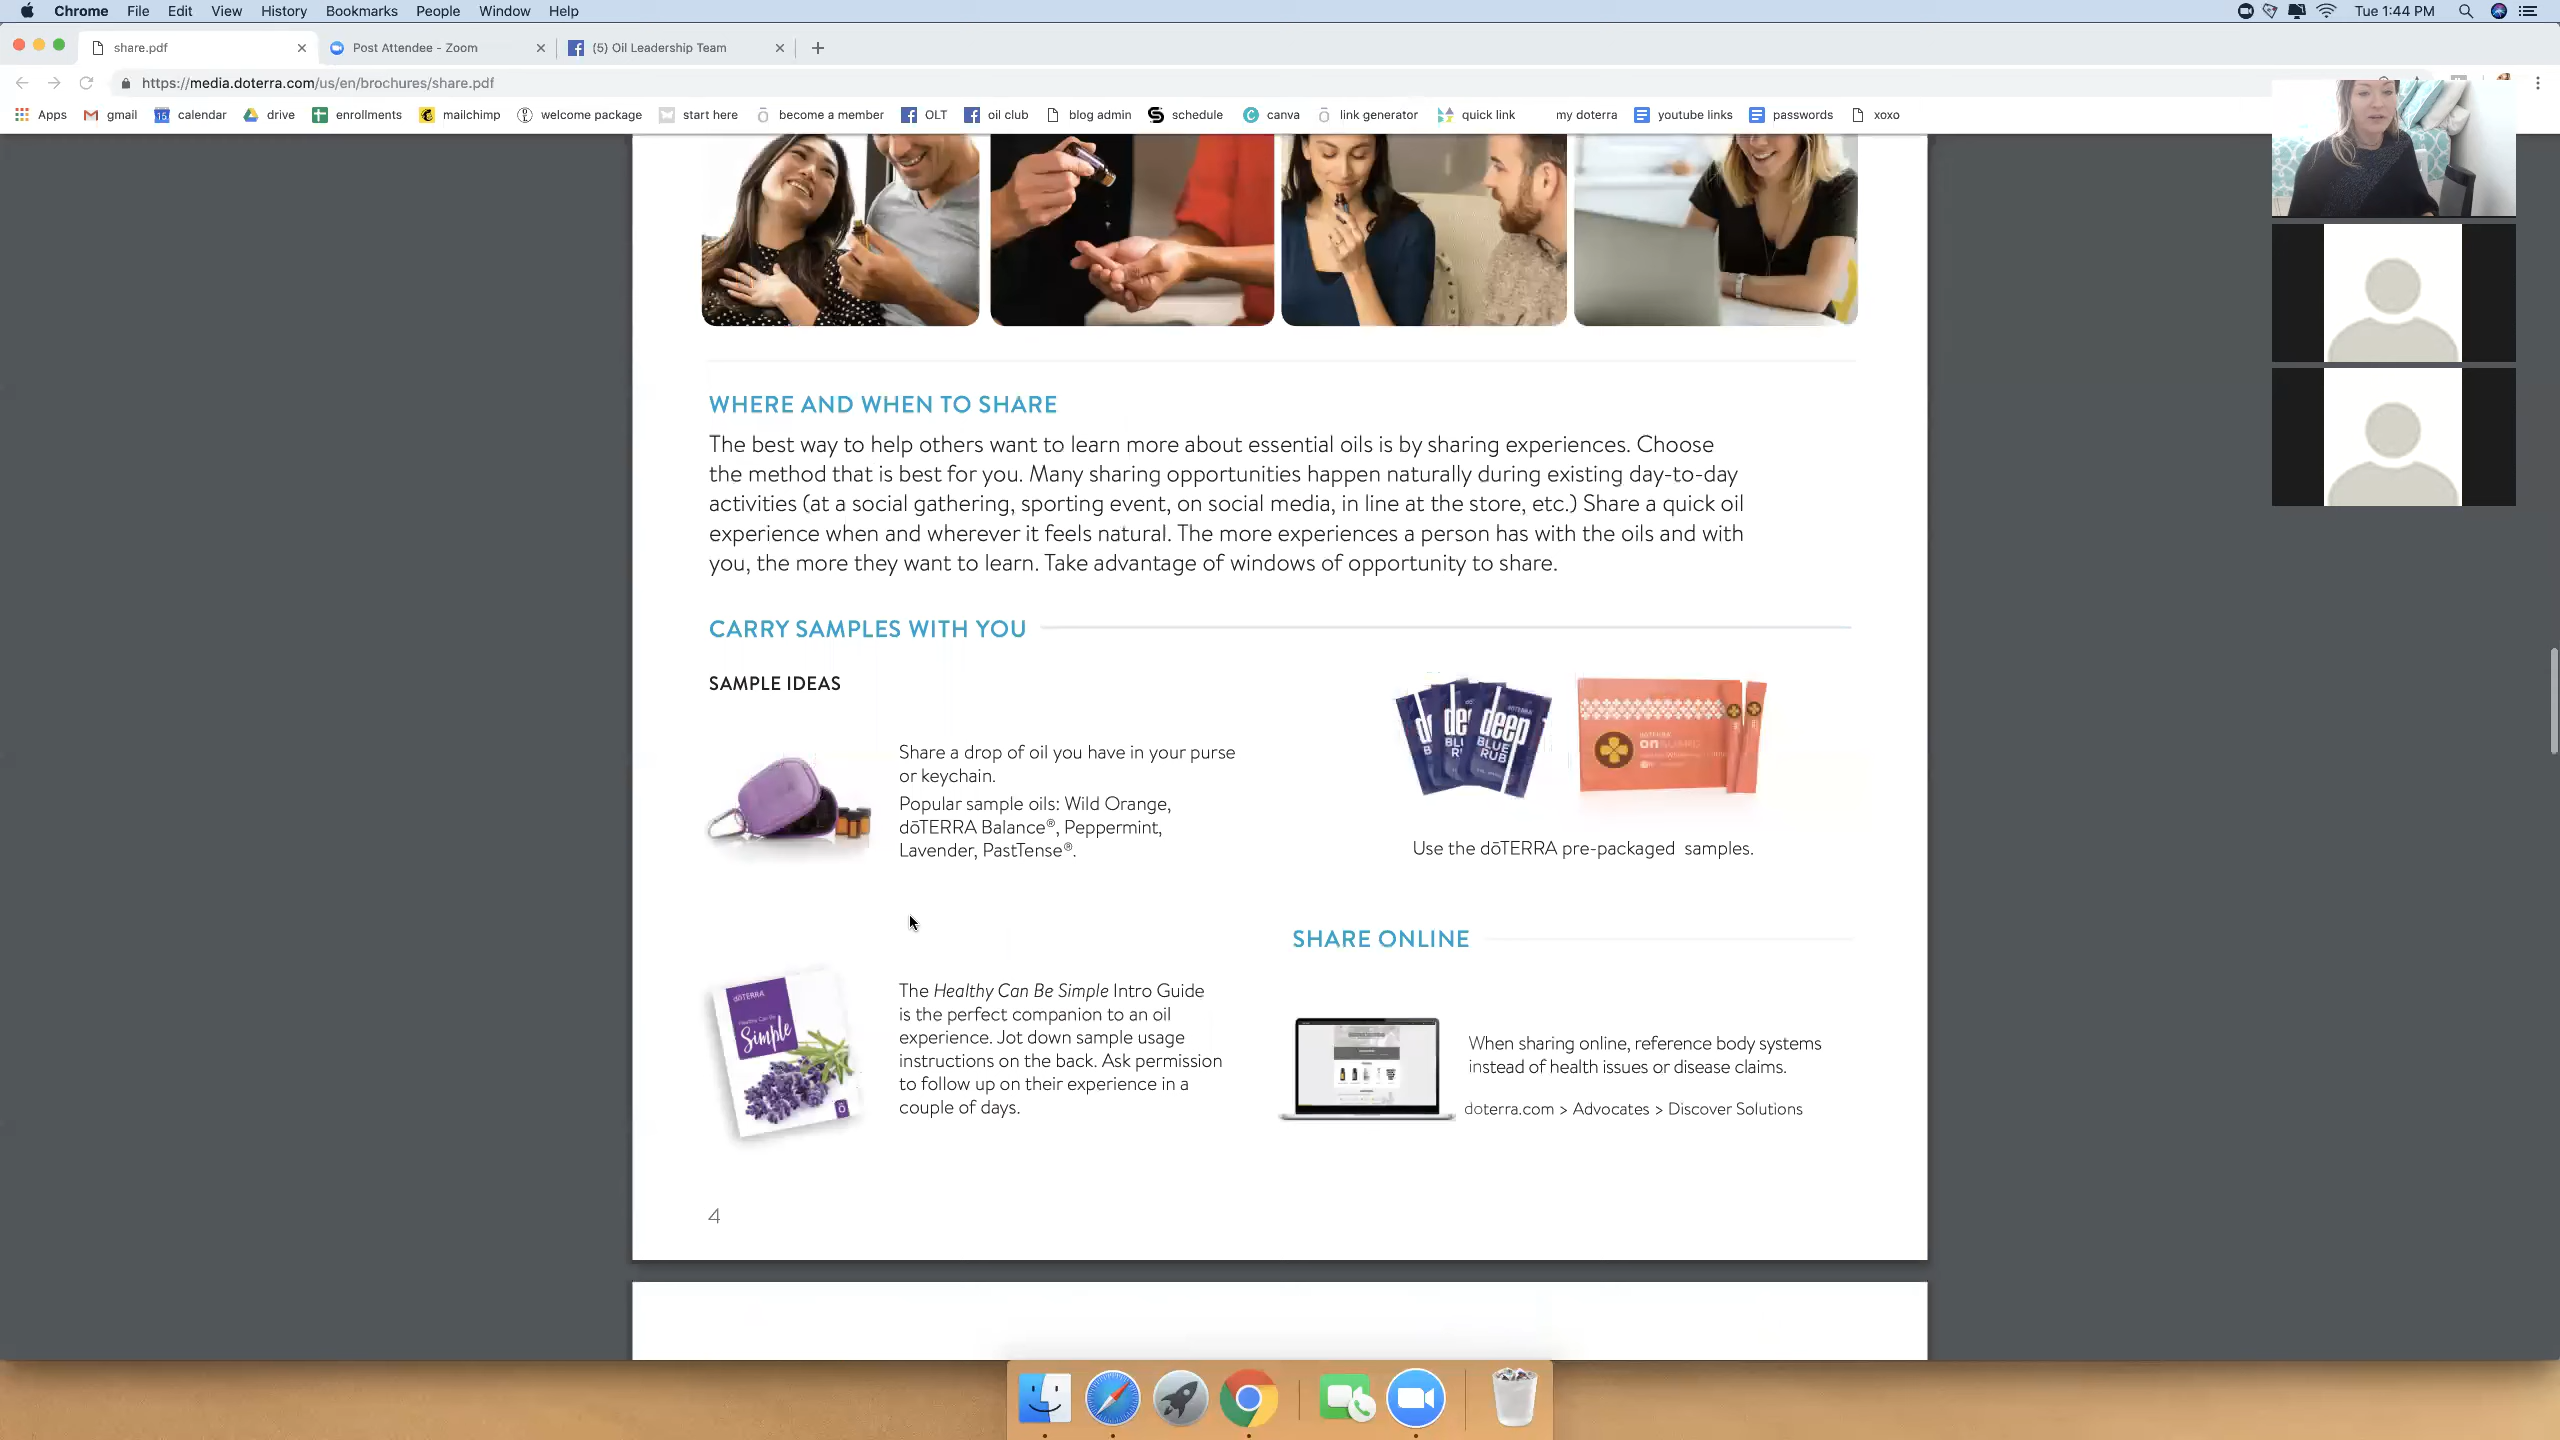 Chrome File Edit View History Bookmarks People Window Help
Tue 1:44 PM
share.pdf
Post Attendee - Zoom
(5) Oil Leadership Team
https://media.doterra.com/us/en/brochures/share.pdf
Apps gmail calendar drive enrollments mailchimp welcome package start here become a member OLT oil club blog admin schedule canva link generator quick link my doterra youtube links passwords xoxo
WHERE AND WHEN TO SHARE
The best way to help others want to learn more about essential oils is by sharing experiences. Choose
the method that is best for you. Many sharing opportunities happen naturally during existing day-to-day
activities (at a social gathering, sporting event, on social media, in line at the store, etc.) Share a quick oil
experience when and wherever it feels natural. The more experiences a person has with the oils and with
you, the more they want to learn. Take advantage of windows of opportunity to share.
CARRY SAMPLES WITH YOU
SAMPLE IDEAS
Share a drop of oil you have in your purse
or keychain.
Popular sample oils: Wild Orange,
dōTERRA Balance®, Peppermint,
Lavender, PastTense®.
deep
BLUE
RUB
dōTERRA
onGUARD
Use the dōTERRA pre-packaged samples.
dōTERRA
Healthy Can Be
Simple
The Healthy Can Be Simple Intro Guide
is the perfect companion to an oil
experience. Jot down sample usage
instructions on the back. Ask permission
to follow up on their experience in a
couple of days.
SHARE ONLINE
When sharing online, reference body systems
instead of health issues or disease claims.
doterra.com > Advocates > Discover Solutions
4